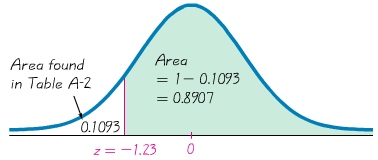 Area found
in Table A-2
Area
= 1 − 0.1093
= 0.8907
0.1093
z = −1.23
0